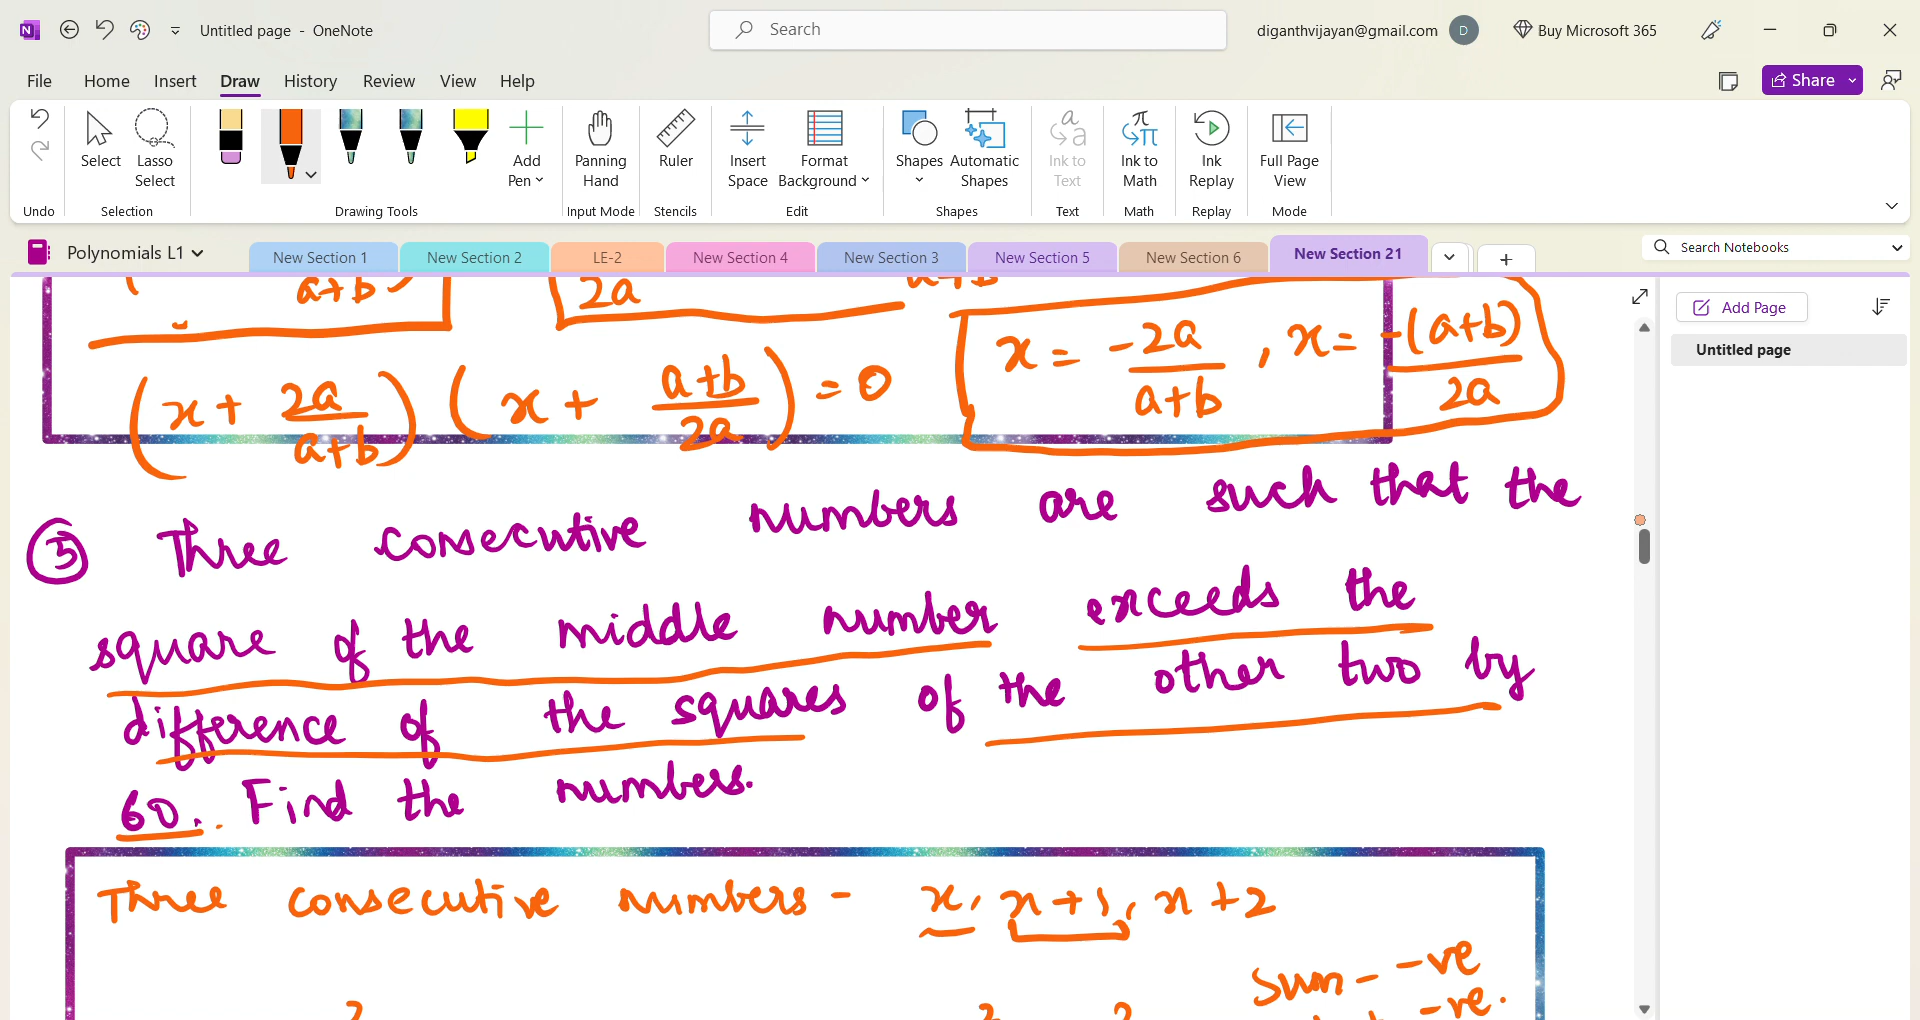 Untitled page - OneNote
Search
diganthvijayan@gmail.com
D
Buy Microsoft 365
File Home Insert Draw History Review View Help
Share
Select
Lasso Select
Add Pen
Panning Hand
Ruler
Insert Space
Format Background
Shapes
Automatic Shapes
Ink to Text
Ink to Math
Ink Replay
Full Page View
Undo Selection Drawing Tools Input Mode Stencils Edit Shapes Text Math Replay Mode
Polynomials L1
New Section 1 New Section 2 LE-2 New Section 4 New Section 3 New Section 5 New Section 6 New Section 21
Search Notebooks
Add Page
Untitled page
a+b 2a a+b
(x + 2a/(a+b)) (x + (a+b)/2a) = 0
x = -2a/(a+b), x = -(a+b)/2a
③ Three consecutive numbers are such that the
square of the middle number exceeds the
difference of the squares of the other two by
60. Find the numbers.
Three consecutive numbers - x, x+1, x+2
Sum - -ve
-ve.
2 2 2